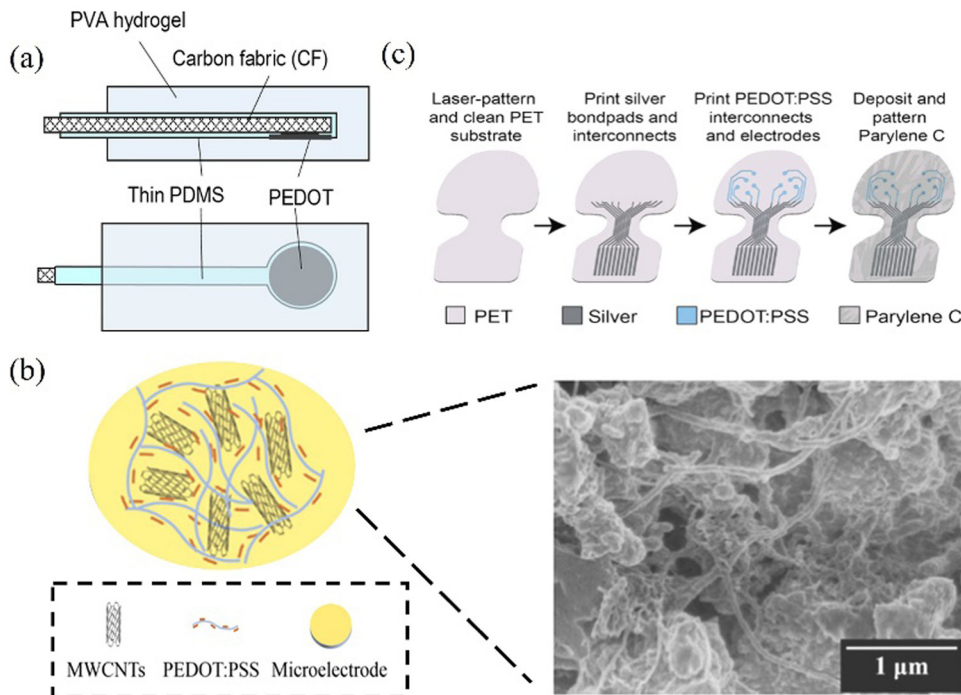 (a)
PVA hydrogel
Carbon fabric (CF)
Thin PDMS
PEDOT
(c)
Laser-pattern
and clean PET
substrate
Print silver
bondpads and
interconnects
Print PEDOT:PSS
interconnects
and electrodes
Deposit and
pattern
Parylene C
PET
Silver
PEDOT:PSS
Parylene C
(b)
MWCNTs
PEDOT:PSS
Microelectrode
1 μm